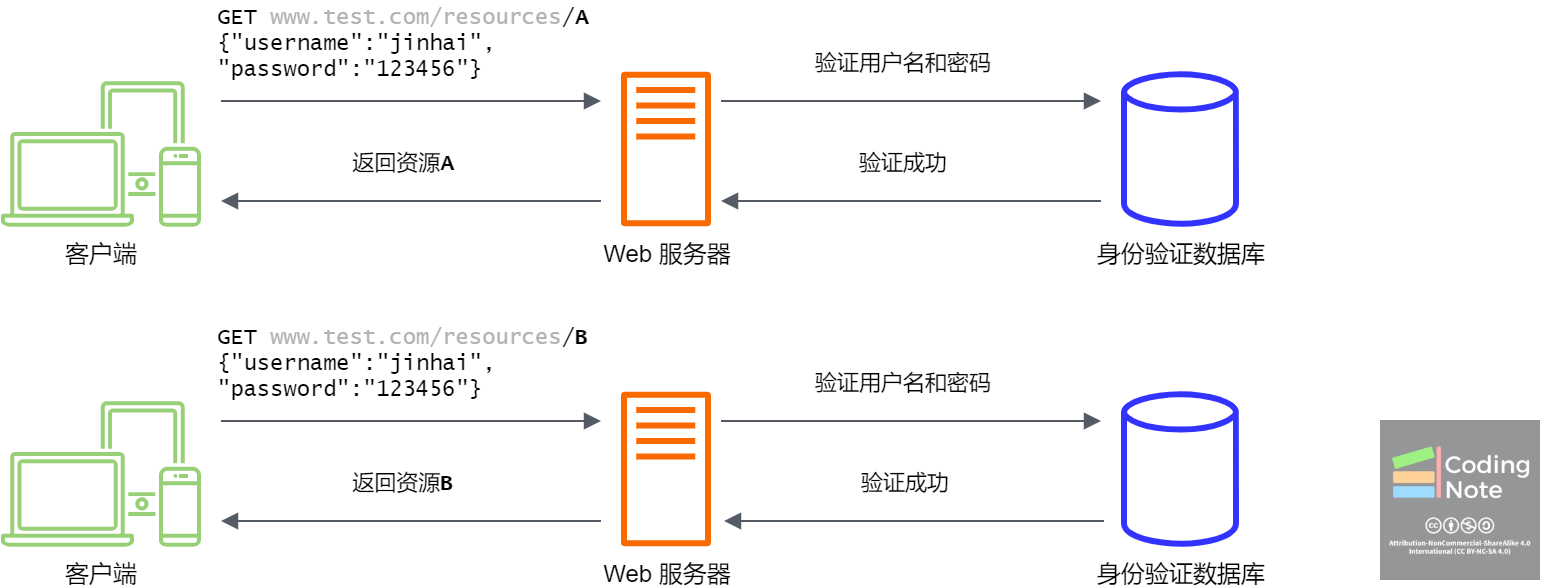 GET www.test.com/resources/A
{"username":"jinhai",
"password":"123456"}
验证用户名和密码
返回资源A
验证成功
客户端
Web 服务器
身份验证数据库
GET www.test.com/resources/B
{"username":"jinhai",
"password":"123456"}
验证用户名和密码
返回资源B
验证成功
客户端
Web 服务器
身份验证数据库
Coding
Note
Attribution-NonCommercial-ShareAlike 4.0
International (CC BY-NC-SA 4.0)